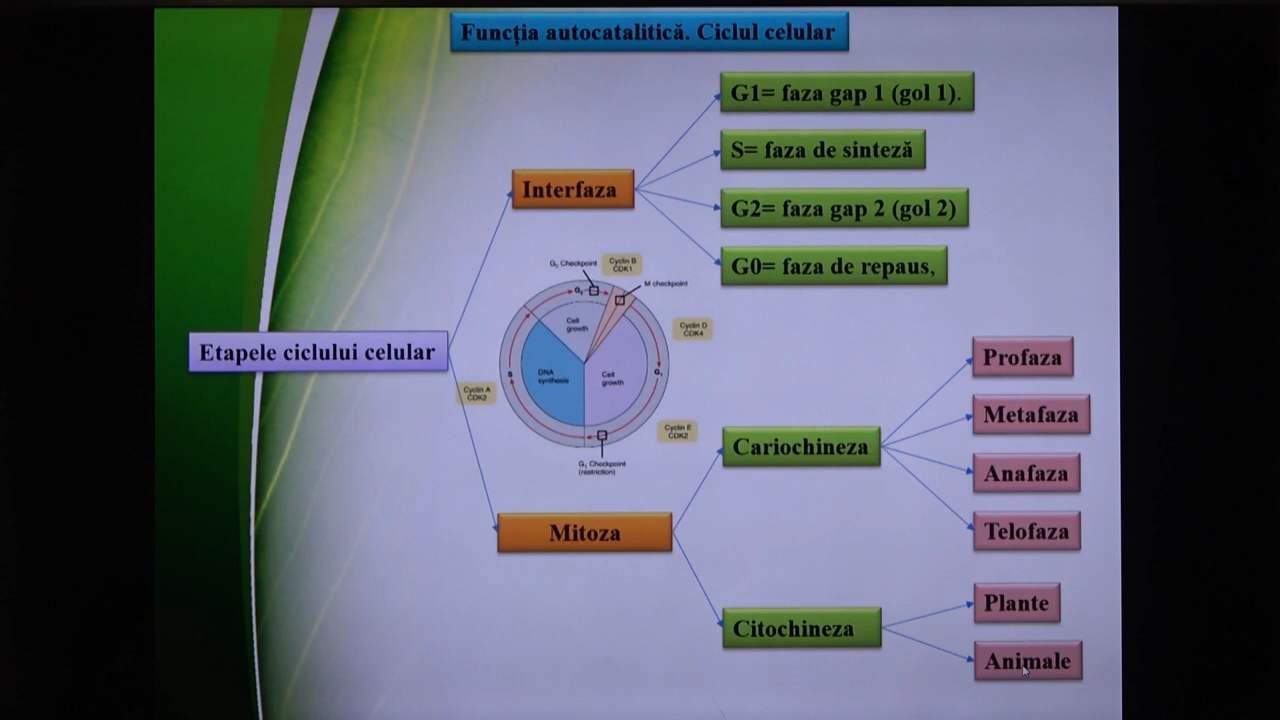 Funcția autocatalitică. Ciclul celular
G1= faza gap 1 (gol 1).
S= faza de sinteză
Interfaza
G2= faza gap 2 (gol 2)
G0= faza de repaus,
G₂ Checkpoint
Cyclin B
CDK1
M checkpoint
G₂
Cell
growth
Cyclin D
CDK4
Etapele ciclului celular
Profaza
S
DNA
synthesis
Cell
growth
G₁
Cyclin A
CDK2
Metafaza
Cyclin E
CDK2
Cariochineza
G₁ Checkpoint
(restriction)
Anafaza
Mitoza
Telofaza
Plante
Citochineza
Animale